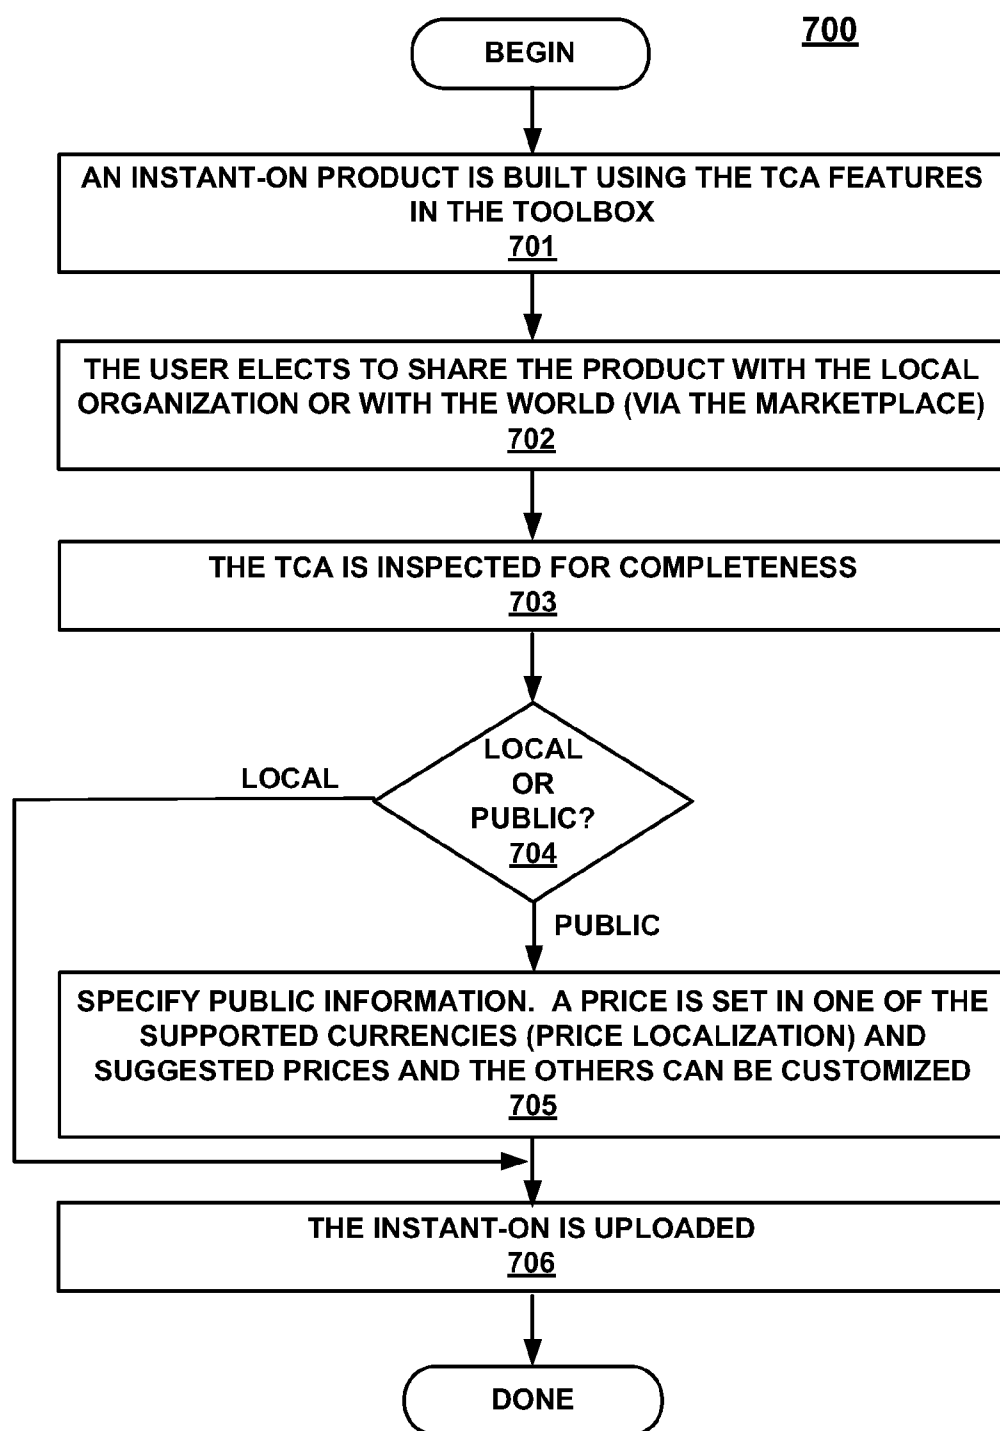 700
BEGIN
AN INSTANT-ON PRODUCT IS BUILT USING THE TCA FEATURES
IN THE TOOLBOX
701
THE USER ELECTS TO SHARE THE PRODUCT WITH THE LOCAL
ORGANIZATION OR WITH THE WORLD (VIA THE MARKETPLACE)
702
THE TCA IS INSPECTED FOR COMPLETENESS
703
LOCAL
LOCAL
OR
PUBLIC?
704
PUBLIC
SPECIFY PUBLIC INFORMATION. A PRICE IS SET IN ONE OF THE
SUPPORTED CURRENCIES (PRICE LOCALIZATION) AND
SUGGESTED PRICES AND THE OTHERS CAN BE CUSTOMIZED
705
THE INSTANT-ON IS UPLOADED
706
DONE